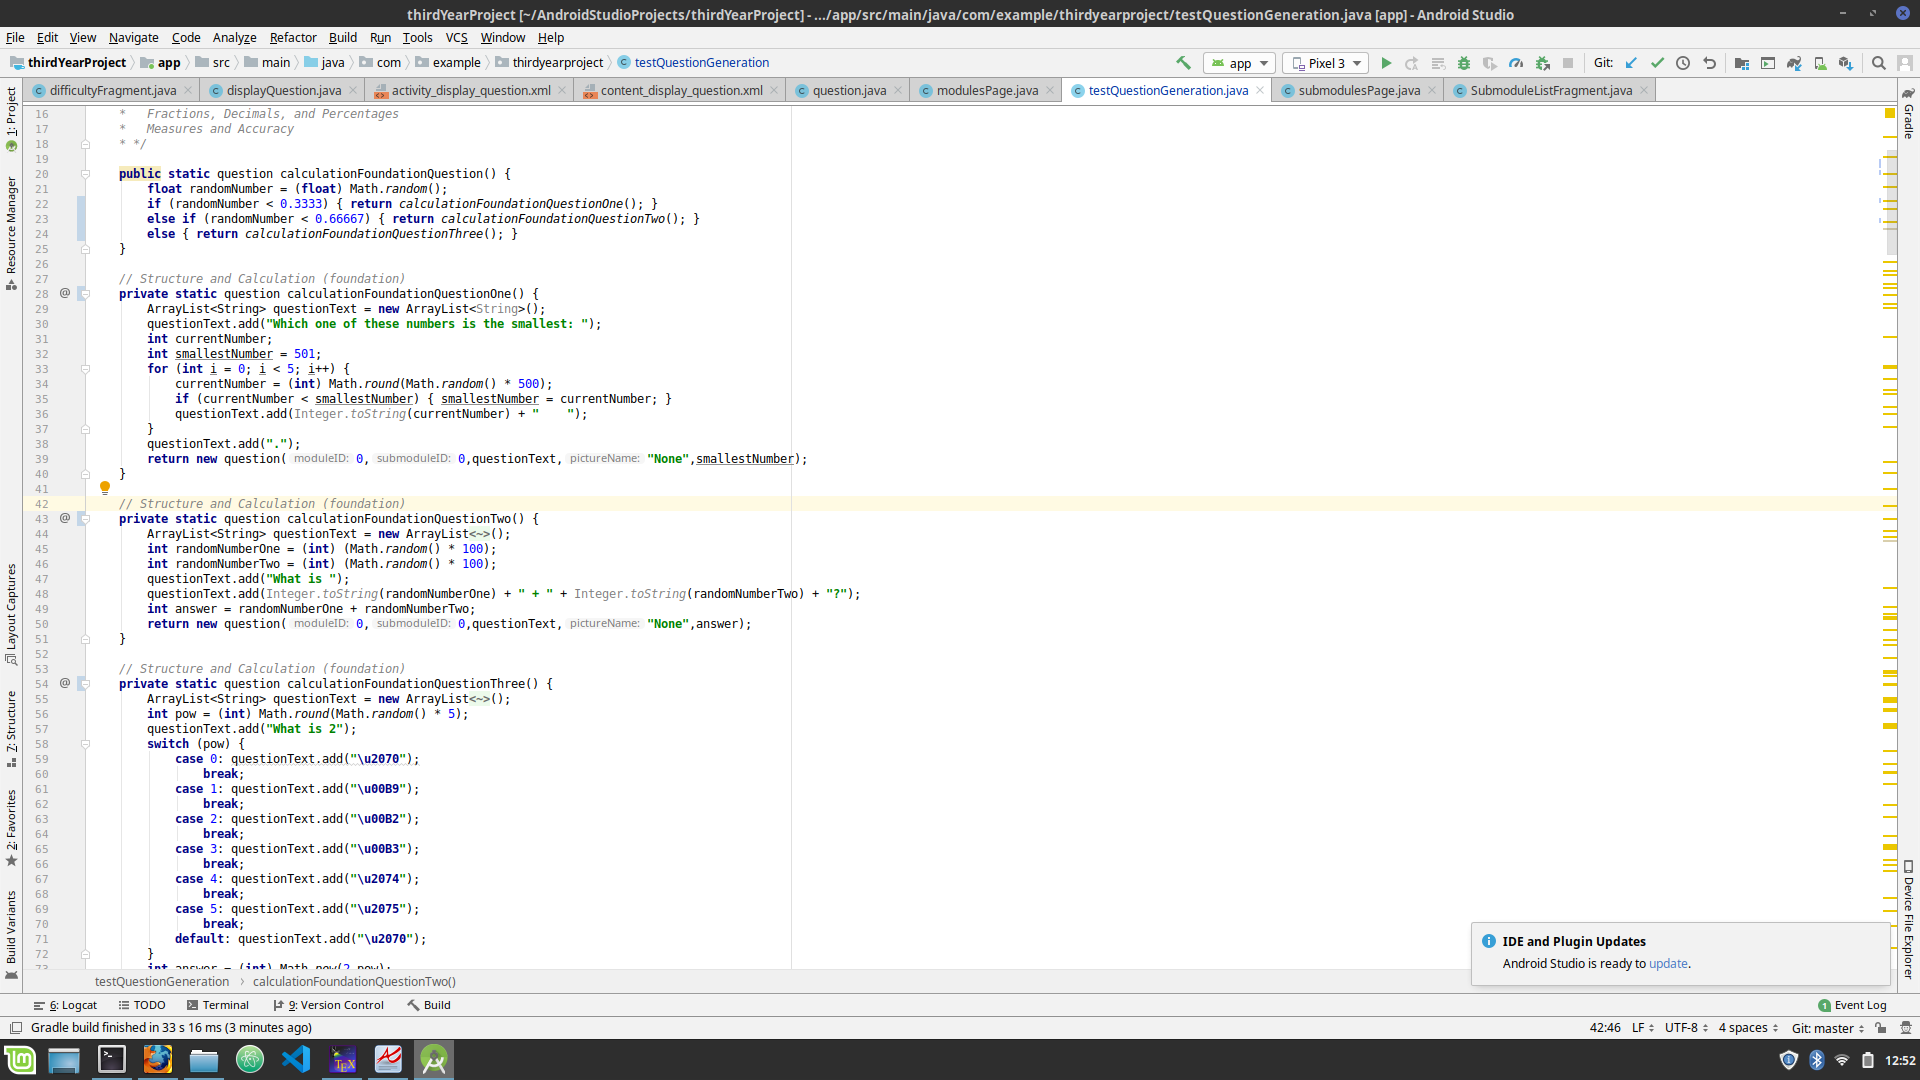 thirdYearProject [~/AndroidStudioProjects/thirdYearProject] - .../app/src/main/java/com/example/thirdyearproject/testQuestionGeneration.java [app] - Android Studio
File Edit View Navigate Code Analyze Refactor Build Run Tools VCS Window Help
thirdYearProject app src main java com example thirdyearproject testQuestionGeneration app Pixel 3 Git:
difficultyFragment.java displayQuestion.java activity_display_question.xml content_display_question.xml question.java modulesPage.java testQuestionGeneration.java submodulesPage.java SubmoduleListFragment.java
1: Project
Resource Manager
Layout Captures
7: Structure
2: Favorites
Build Variants
Gradle
Device File Explorer
16 *   Fractions, Decimals, and Percentages
17 *   Measures and Accuracy
18 * */
19
20 public static question calculationFoundationQuestion() {
21 float randomNumber = (float) Math.random();
22 if (randomNumber < 0.3333) { return calculationFoundationQuestionOne(); }
23 else if (randomNumber < 0.66667) { return calculationFoundationQuestionTwo(); }
24 else { return calculationFoundationQuestionThree(); }
25 }
26
27 // Structure and Calculation (foundation)
28 @ private static question calculationFoundationQuestionOne() {
29 ArrayList<String> questionText = new ArrayList<String>();
30 questionText.add("Which one of these numbers is the smallest: ");
31 int currentNumber;
32 int smallestNumber = 501;
33 for (int i = 0; i < 5; i++) {
34 currentNumber = (int) Math.round(Math.random() * 500);
35 if (currentNumber < smallestNumber) { smallestNumber = currentNumber; }
36 questionText.add(Integer.toString(currentNumber) + "    ");
37 }
38 questionText.add(".");
39 return new question( moduleID: 0, submoduleID: 0,questionText, pictureName: "None",smallestNumber);
40 }
41
42 // Structure and Calculation (foundation)
43 @ private static question calculationFoundationQuestionTwo() {
44 ArrayList<String> questionText = new ArrayList<~>();
45 int randomNumberOne = (int) (Math.random() * 100);
46 int randomNumberTwo = (int) (Math.random() * 100);
47 questionText.add("What is ");
48 questionText.add(Integer.toString(randomNumberOne) + " + " + Integer.toString(randomNumberTwo) + "?");
49 int answer = randomNumberOne + randomNumberTwo;
50 return new question( moduleID: 0, submoduleID: 0,questionText, pictureName: "None",answer);
51 }
52
53 // Structure and Calculation (foundation)
54 @ private static question calculationFoundationQuestionThree() {
55 ArrayList<String> questionText = new ArrayList<~>();
56 int pow = (int) Math.round(Math.random() * 5);
57 questionText.add("What is 2");
58 switch (pow) {
59 case 0: questionText.add("\u2070");
60 break;
61 case 1: questionText.add("\u00B9");
62 break;
63 case 2: questionText.add("\u00B2");
64 break;
65 case 3: questionText.add("\u00B3");
66 break;
67 case 4: questionText.add("\u2074");
68 break;
69 case 5: questionText.add("\u2075");
70 break;
71 default: questionText.add("\u2070");
72 }
73 int answer = (int) Math.pow(2,pow);
IDE and Plugin Updates
Android Studio is ready to update.
testQuestionGeneration › calculationFoundationQuestionTwo()
6: Logcat TODO Terminal 9: Version Control Build 1 Event Log
Gradle build finished in 33 s 16 ms (3 minutes ago) 42:46 LF UTF-8 4 spaces Git: master
TEX
12:52